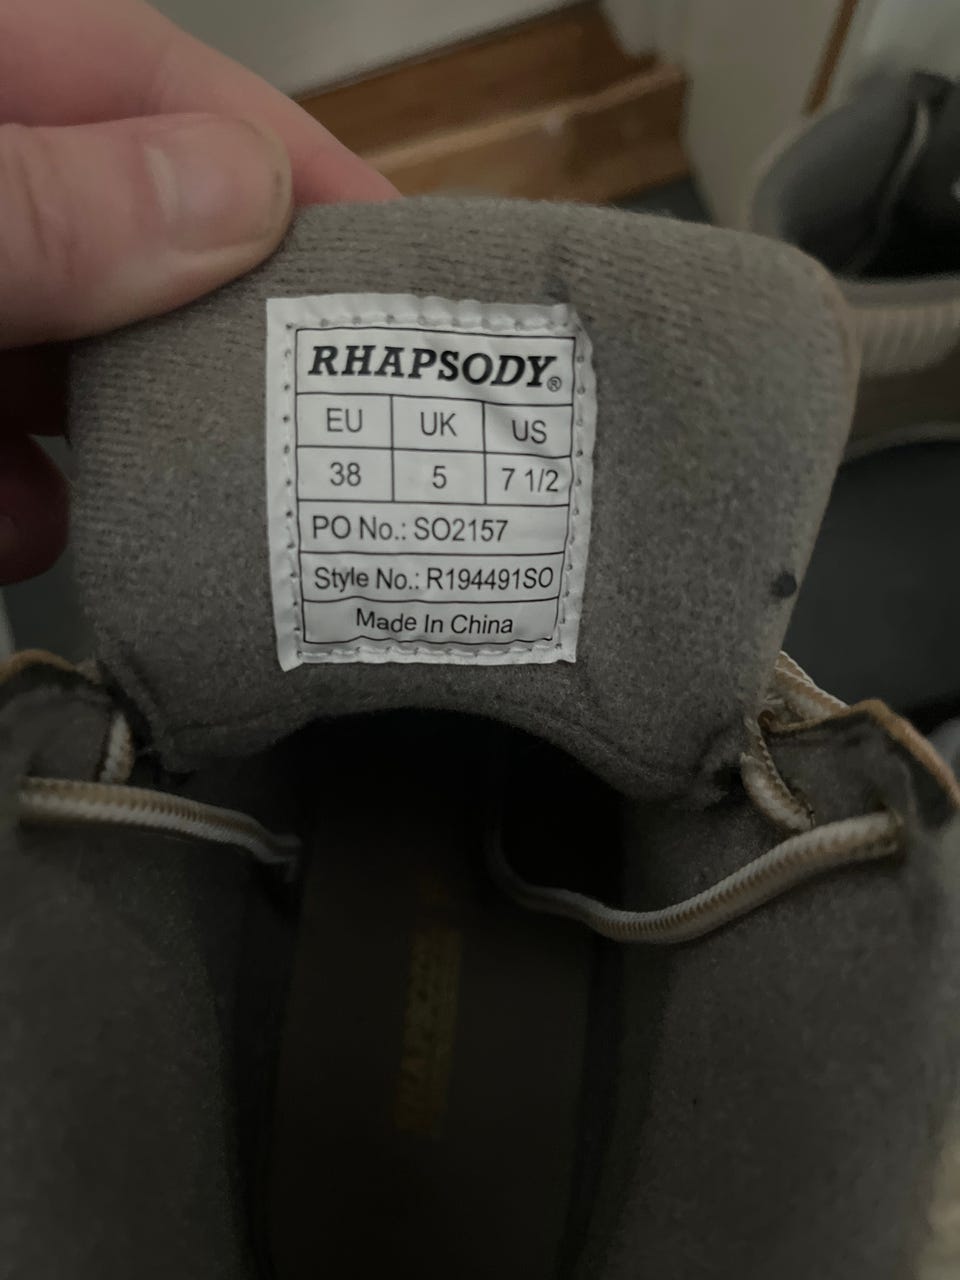 RHAPSODY®
EU UK US
38 5 7 1/2
PO No.: SO2157
Style No.: R194491SO
Made In China